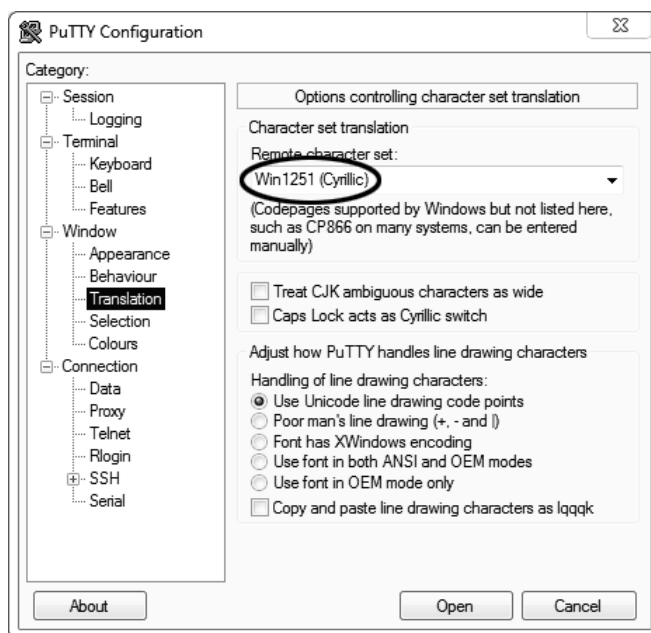 PuTTY Configuration
Category:
Session
Logging
Terminal
Keyboard
Bell
Features
Window
Appearance
Behaviour
Translation
Selection
Colours
Connection
Data
Proxy
Telnet
Rlogin
SSH
Serial
Options controlling character set translation
Character set translation
Remote character set:
Win1251 (Cyrillic)
(Codepages supported by Windows but not listed here,
such as CP866 on many systems, can be entered
manually)
Treat CJK ambiguous characters as wide
Caps Lock acts as Cyrillic switch
Adjust how PuTTY handles line drawing characters
Handling of line drawing characters:
Use Unicode line drawing code points
Poor man's line drawing (+, - and |)
Font has XWindows encoding
Use font in both ANSI and OEM modes
Use font in OEM mode only
Copy and paste line drawing characters as lqqqk
About
Open
Cancel